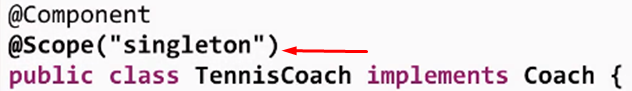 @Component
@Scope("singleton")
public class TennisCoach implements Coach {